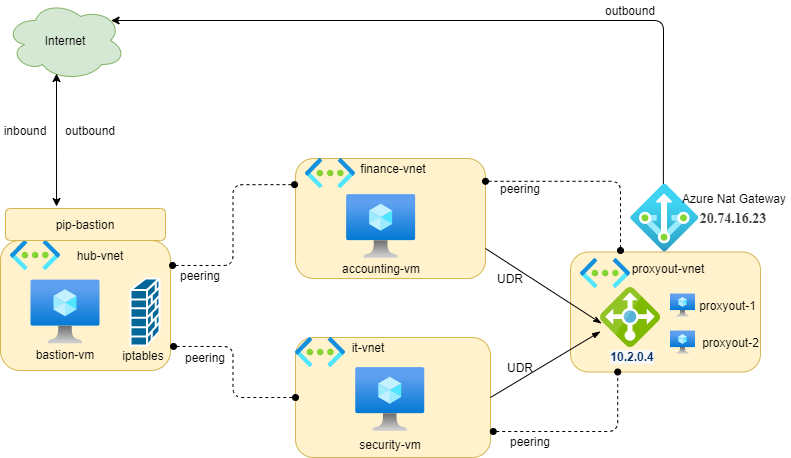 outbound
Internet
inbound
outbound
finance-vnet
peering
Azure Nat Gateway
20.74.16.23
pip-bastion
hub-vnet
peering
accounting-vm
UDR
proxyout-vnet
proxyout-1
proxyout-2
10.2.0.4
bastion-vm
iptables
peering
it-vnet
UDR
security-vm
peering